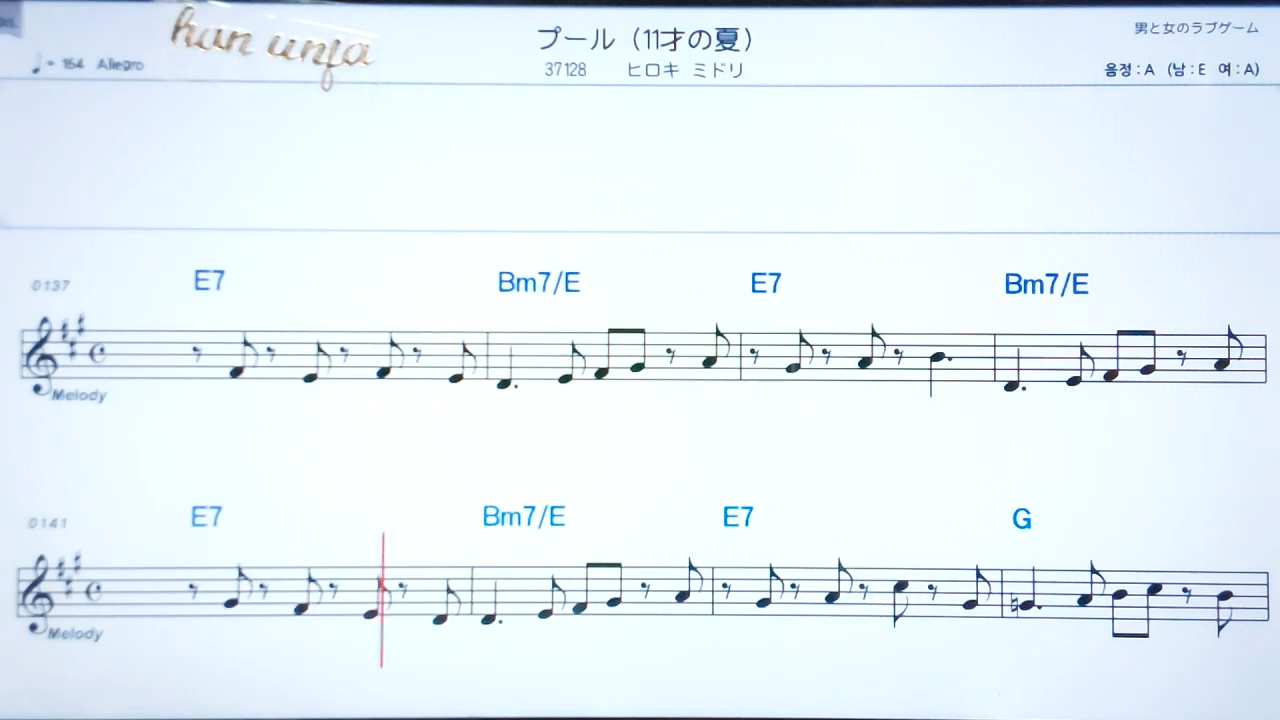 han unja
プール（11才の夏）
男と女のラブゲーム
♩= 164 Allegro
37128 ヒロキ ミドリ
음정 : A (남 : E 여 : A)
0137 E7 Bm7/E E7 Bm7/E
Melody
0141 E7 Bm7/E E7 G
Melody